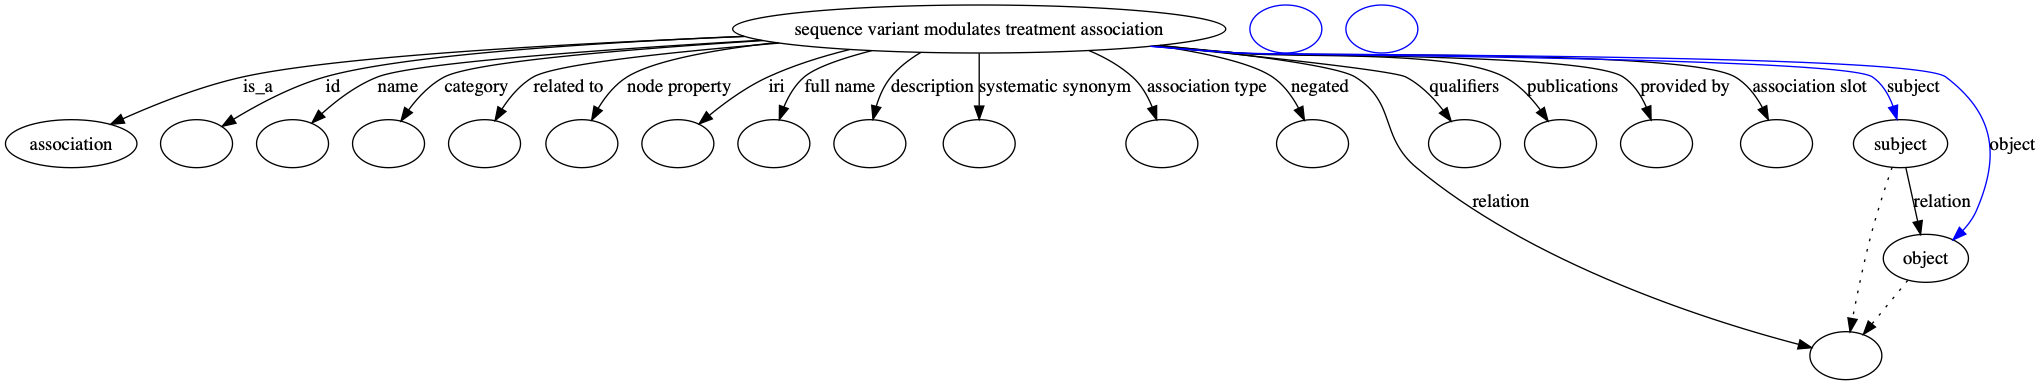 sequence variant modulates treatment association
is_a
id
name
category
related to
node property
iri
full name
description
systematic synonym
association type
negated
qualifiers
publications
provided by
association slot
subject
association
subject
object
relation
relation
object